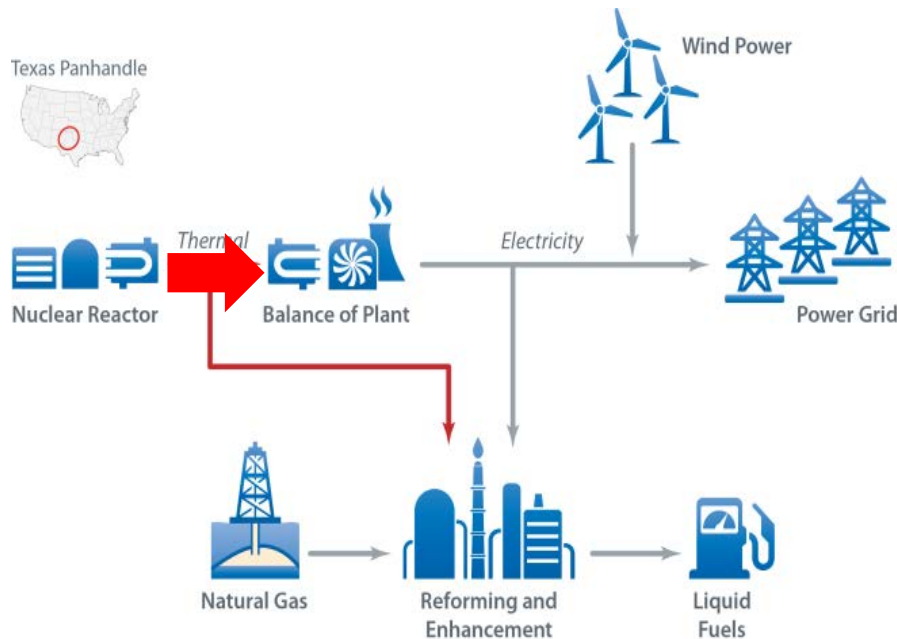 Wind Power
Texas Panhandle
Thermal
Electricity
Nuclear Reactor
Balance of Plant
Power Grid
Natural Gas
Reforming and
Enhancement
Liquid
Fuels